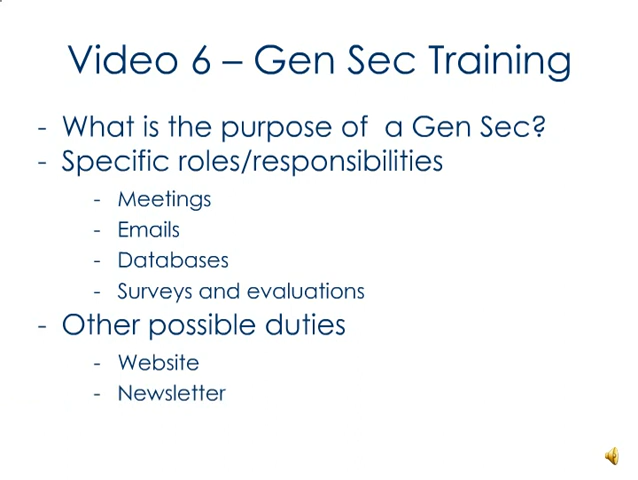 Video 6 – Gen Sec Training
- What is the purpose of a Gen Sec?
- Specific roles/responsibilities
- Meetings
- Emails
- Databases
- Surveys and evaluations
- Other possible duties
- Website
- Newsletter